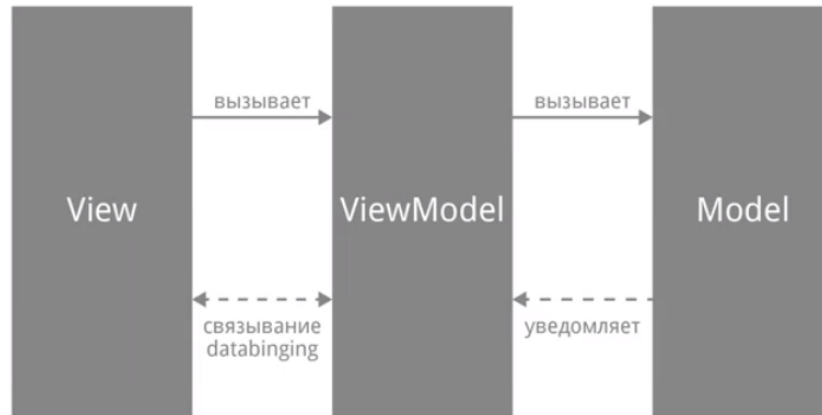 вызывает
вызывает
View
ViewModel
Model
связывание
databinging
уведомляет